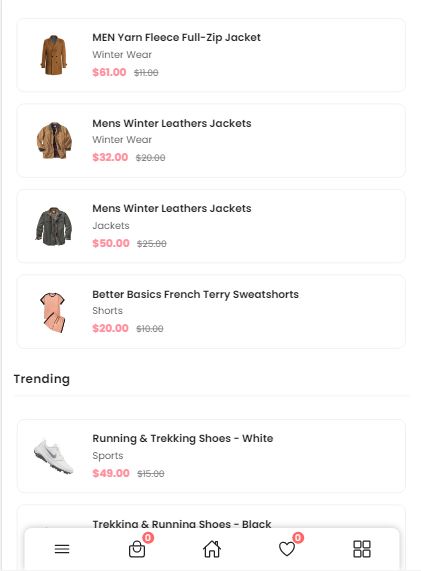 MEN Yarn Fleece Full-Zip Jacket
Winter Wear
$61.00 $11.00
Mens Winter Leathers Jackets
Winter Wear
$32.00 $20.00
Mens Winter Leathers Jackets
Jackets
$50.00 $25.00
Better Basics French Terry Sweatshorts
Shorts
$20.00 $10.00
Trending
Running & Trekking Shoes - White
Sports
$49.00 $15.00
Trekking & Running Shoes - Black
0
0